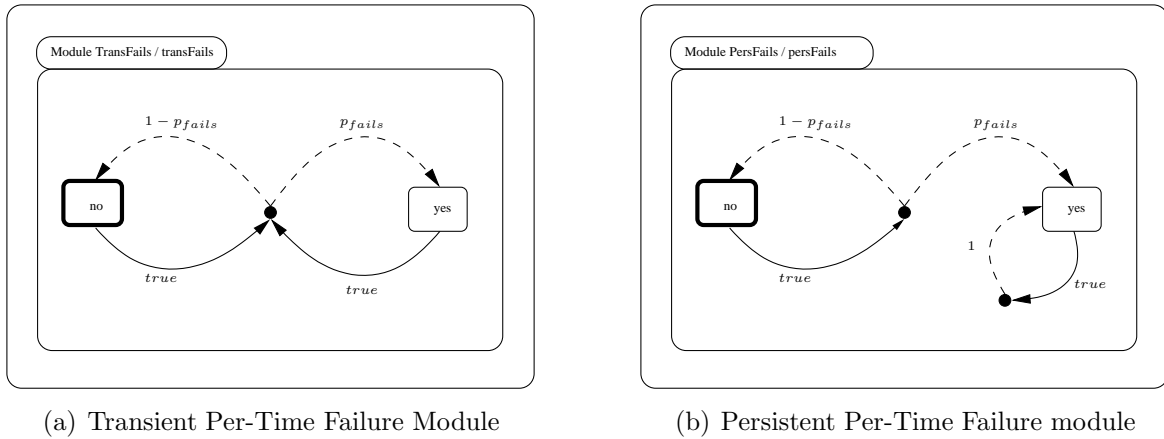 Module TransFails / transFails
1 − p_fails
p_fails
no
yes
true
true
(a) Transient Per-Time Failure Module
Module PersFails / persFails
1 − p_fails
p_fails
no
yes
1
true
true
(b) Persistent Per-Time Failure module